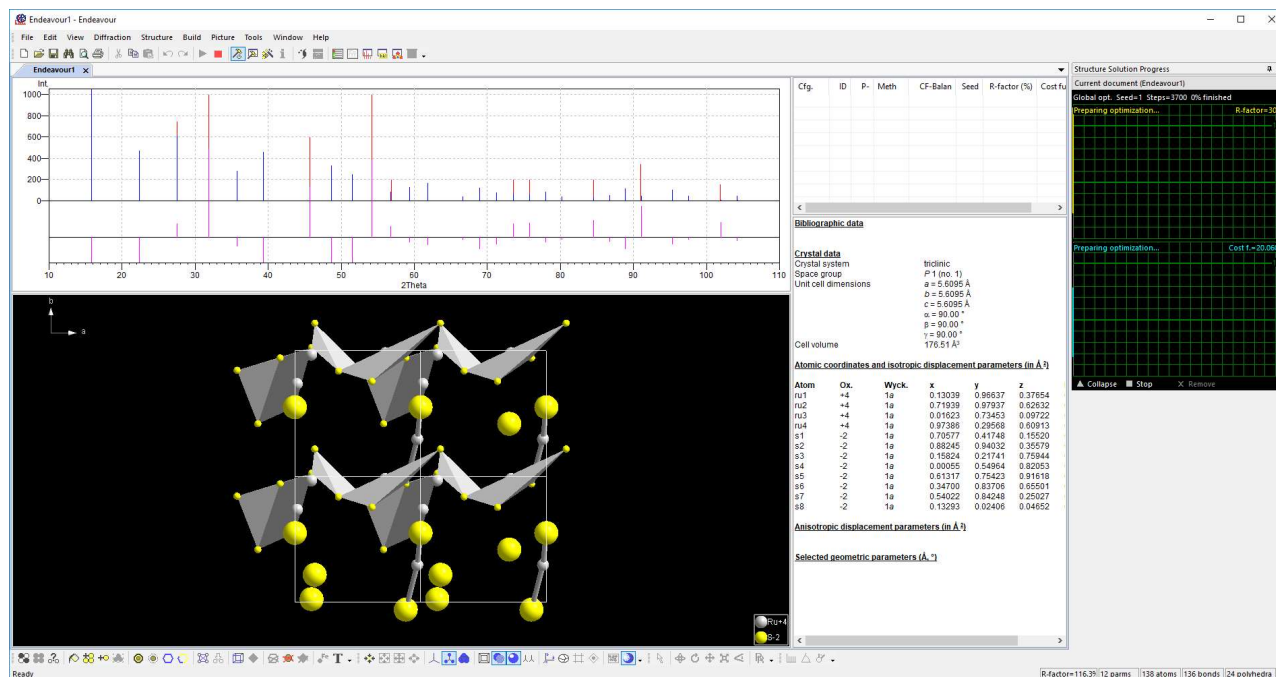 Endeavour1 - Endeavour
File Edit View Diffraction Structure Build Picture Tools Window Help
Endeavour1
Int.
1000
800
600
400
200
0
10 20 30 40 50 60 70 80 90 100 110
2Theta
b
a
Ru+4
S-2
Cfg. ID P- Meth CF-Balan Seed R-factor (%) Cost fu
Bibliographic data
Crystal data
Crystal system triclinic
Space group P 1 (no. 1)
Unit cell dimensions a = 5.6095 Å
b = 5.6095 Å
c = 5.6095 Å
α = 90.00 °
β = 90.00 °
γ = 90.00 °
Cell volume 176.51 Å³
Atomic coordinates and isotropic displacement parameters (in Å²)
Atom Ox. Wyck. x y z
ru1 +4 1a 0.13039 0.96637 0.37654
ru2 +4 1a 0.71939 0.97937 0.62632
ru3 +4 1a 0.01623 0.73453 0.09722
ru4 +4 1a 0.97386 0.29568 0.60913
s1 -2 1a 0.70577 0.41748 0.15520
s2 -2 1a 0.88245 0.94032 0.35579
s3 -2 1a 0.15824 0.21741 0.75944
s4 -2 1a 0.00055 0.54964 0.82053
s5 -2 1a 0.61317 0.75423 0.91618
s6 -2 1a 0.34700 0.83706 0.65501
s7 -2 1a 0.54022 0.84248 0.25027
s8 -2 1a 0.13293 0.02406 0.04652
Anisotropic displacement parameters (in Å²)
Selected geometric parameters (Å, °)
Structure Solution Progress
Current document (Endeavour1)
Global opt. Seed=1 Steps=3700 0% finished
Preparing optimization... R-factor=30
Preparing optimization... Cost f.=20.06
Collapse Stop X Remove
Ready
R-factor=116.3% 12 parms 138 atoms 136 bonds 24 polyhedra